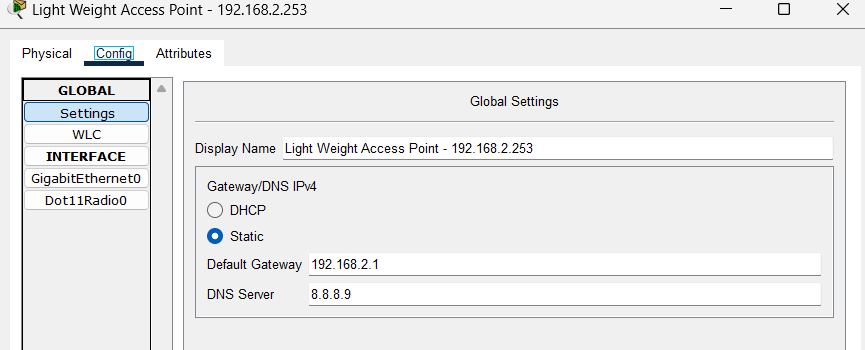 Light Weight Access Point - 192.168.2.253
Physical Config Attributes
GLOBAL
Settings
WLC
INTERFACE
GigabitEthernet0
Dot11Radio0
Global Settings
Display Name Light Weight Access Point - 192.168.2.253
Gateway/DNS IPv4
DHCP
Static
Default Gateway 192.168.2.1
DNS Server 8.8.8.9